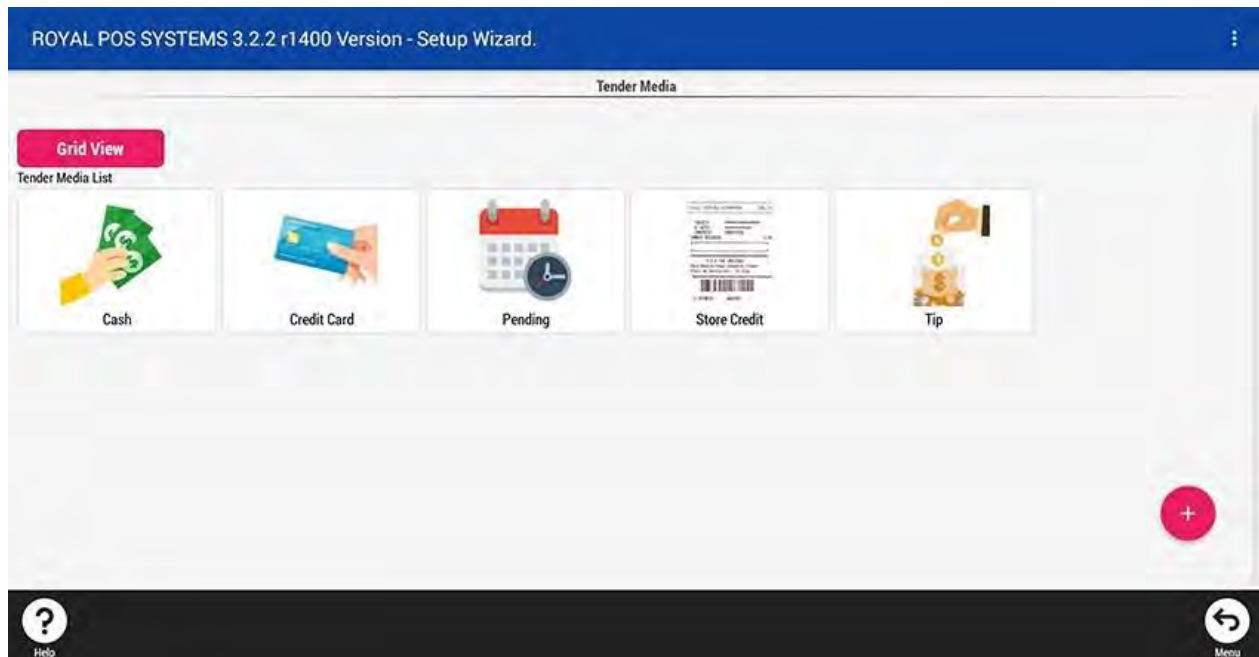 ROYAL POS SYSTEMS 3.2.2 r1400 Version - Setup Wizard.
Tender Media
Grid View
Tender Media List
Cash
Credit Card
Pending
Store Credit
Tip
+
?
Help
Menu